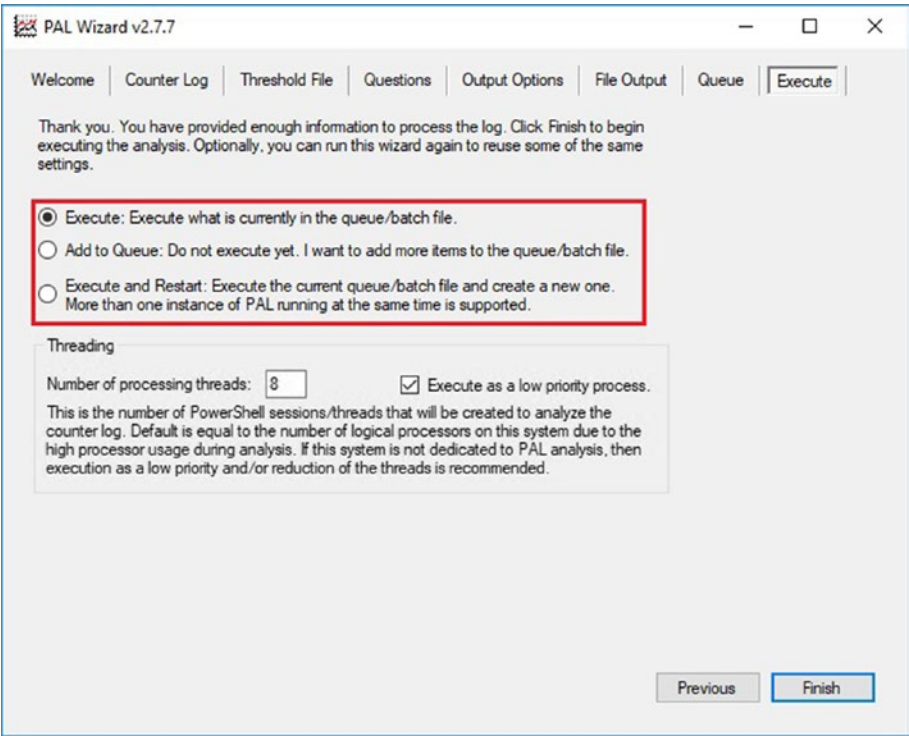 PAL Wizard v2.7.7
Welcome Counter Log Threshold File Questions Output Options File Output Queue Execute
Thank you. You have provided enough information to process the log. Click Finish to begin
executing the analysis. Optionally, you can run this wizard again to reuse some of the same
settings.
Execute: Execute what is currently in the queue/batch file.
Add to Queue: Do not execute yet. I want to add more items to the queue/batch file.
Execute and Restart: Execute the current queue/batch file and create a new one.
More than one instance of PAL running at the same time is supported.
Threading
Number of processing threads: 8 Execute as a low priority process.
This is the number of PowerShell sessions/threads that will be created to analyze the
counter log. Default is equal to the number of logical processors on this system due to the
high processor usage during analysis. If this system is not dedicated to PAL analysis, then
execution as a low priority and/or reduction of the threads is recommended.
Previous Finish